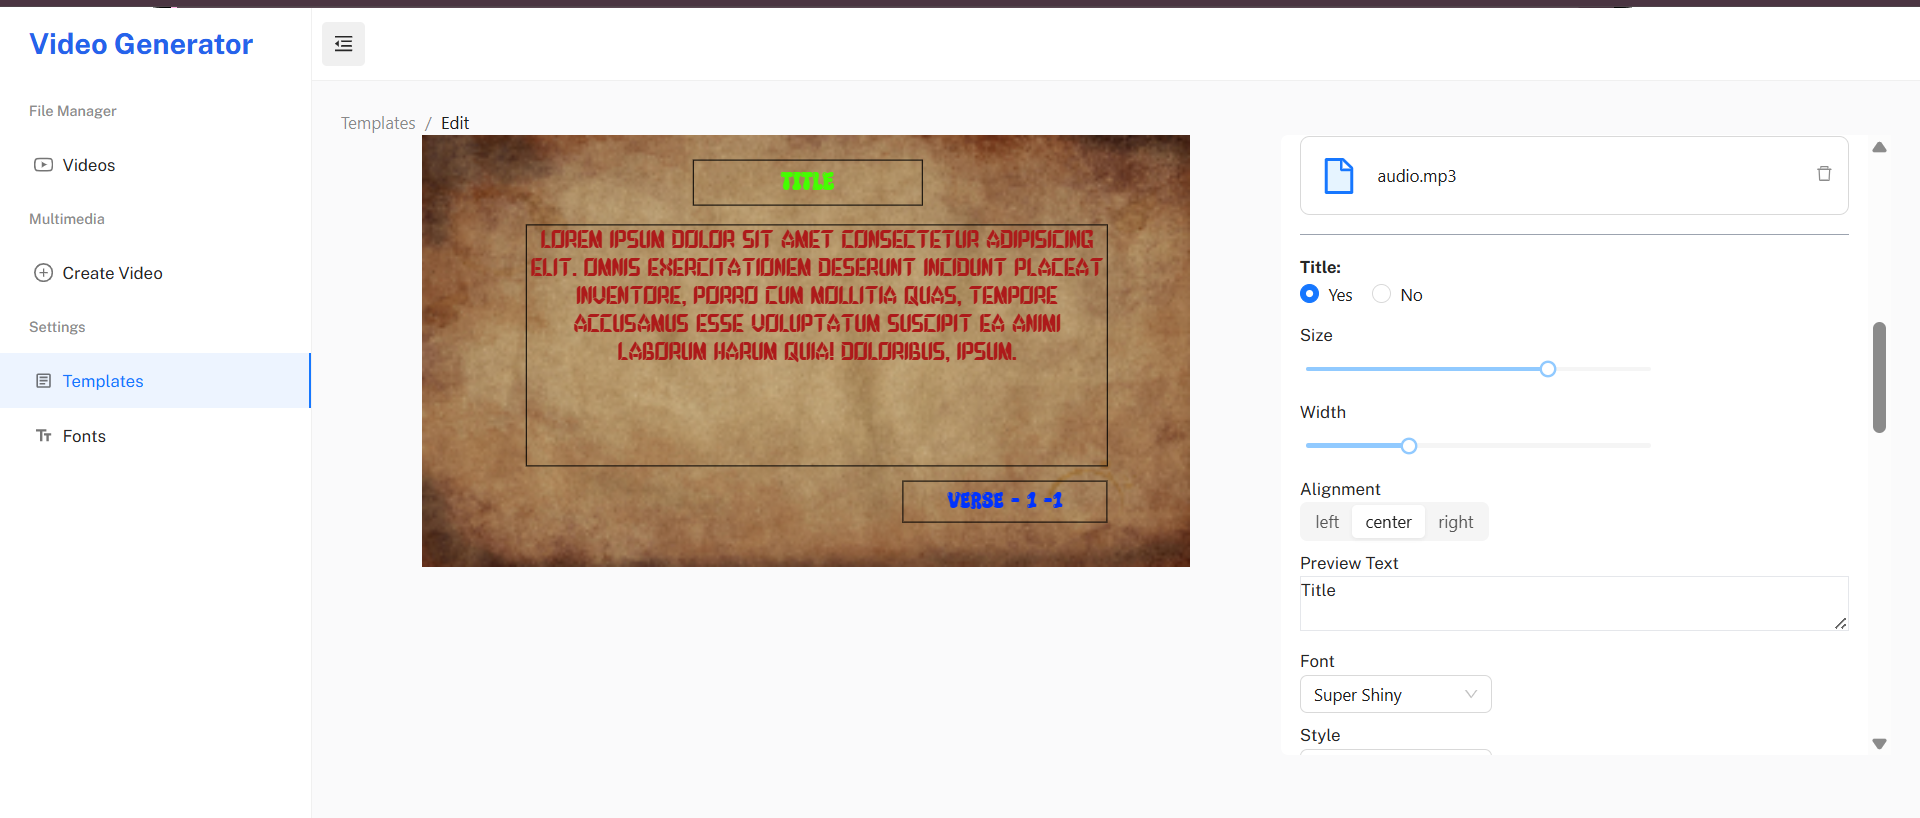 Video Generator
File Manager
Videos
Multimedia
Create Video
Settings
Templates
Fonts
Templates / Edit
TITLE
LOREM IPSUM DOLOR SIT AMET CONSECTETUR ADIPISICING
ELIT. OMNIS EXERCITATIONEM DESERUNT INCIDUNT PLACEAT
INVENTORE, PORRO CUM MOLLITIA QUAS, TEMPORE
ACCUSAMUS ESSE VOLUPTATUM SUSCIPIT EA ANIMI
LABORUM HARUM QUIA! DOLORIBUS, IPSUM.
VERSE - 1 -1
audio.mp3
Title:
Yes No
Size
Width
Alignment
left center right
Preview Text
Title
Font
Super Shiny
Style